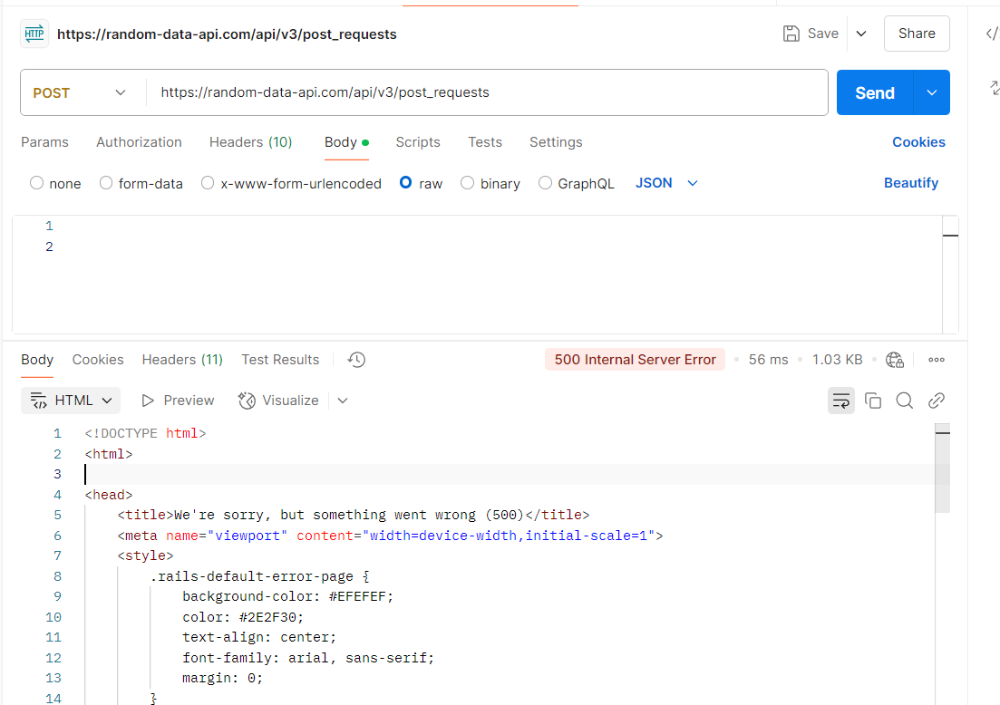 HTTP https://random-data-api.com/api/v3/post_requests Save Share
POST https://random-data-api.com/api/v3/post_requests Send
Params Authorization Headers (10) Body Scripts Tests Settings Cookies
none form-data x-www-form-urlencoded raw binary GraphQL JSON Beautify
1
2
Body Cookies Headers (11) Test Results 500 Internal Server Error 56 ms 1.03 KB
HTML Preview Visualize
1 <!DOCTYPE html>
2 <html>
3
4 <head>
5 <title>We're sorry, but something went wrong (500)</title>
6 <meta name="viewport" content="width=device-width,initial-scale=1">
7 <style>
8 .rails-default-error-page {
9 background-color: #EFEFEF;
10 color: #2E2F30;
11 text-align: center;
12 font-family: arial, sans-serif;
13 margin: 0;
14 }